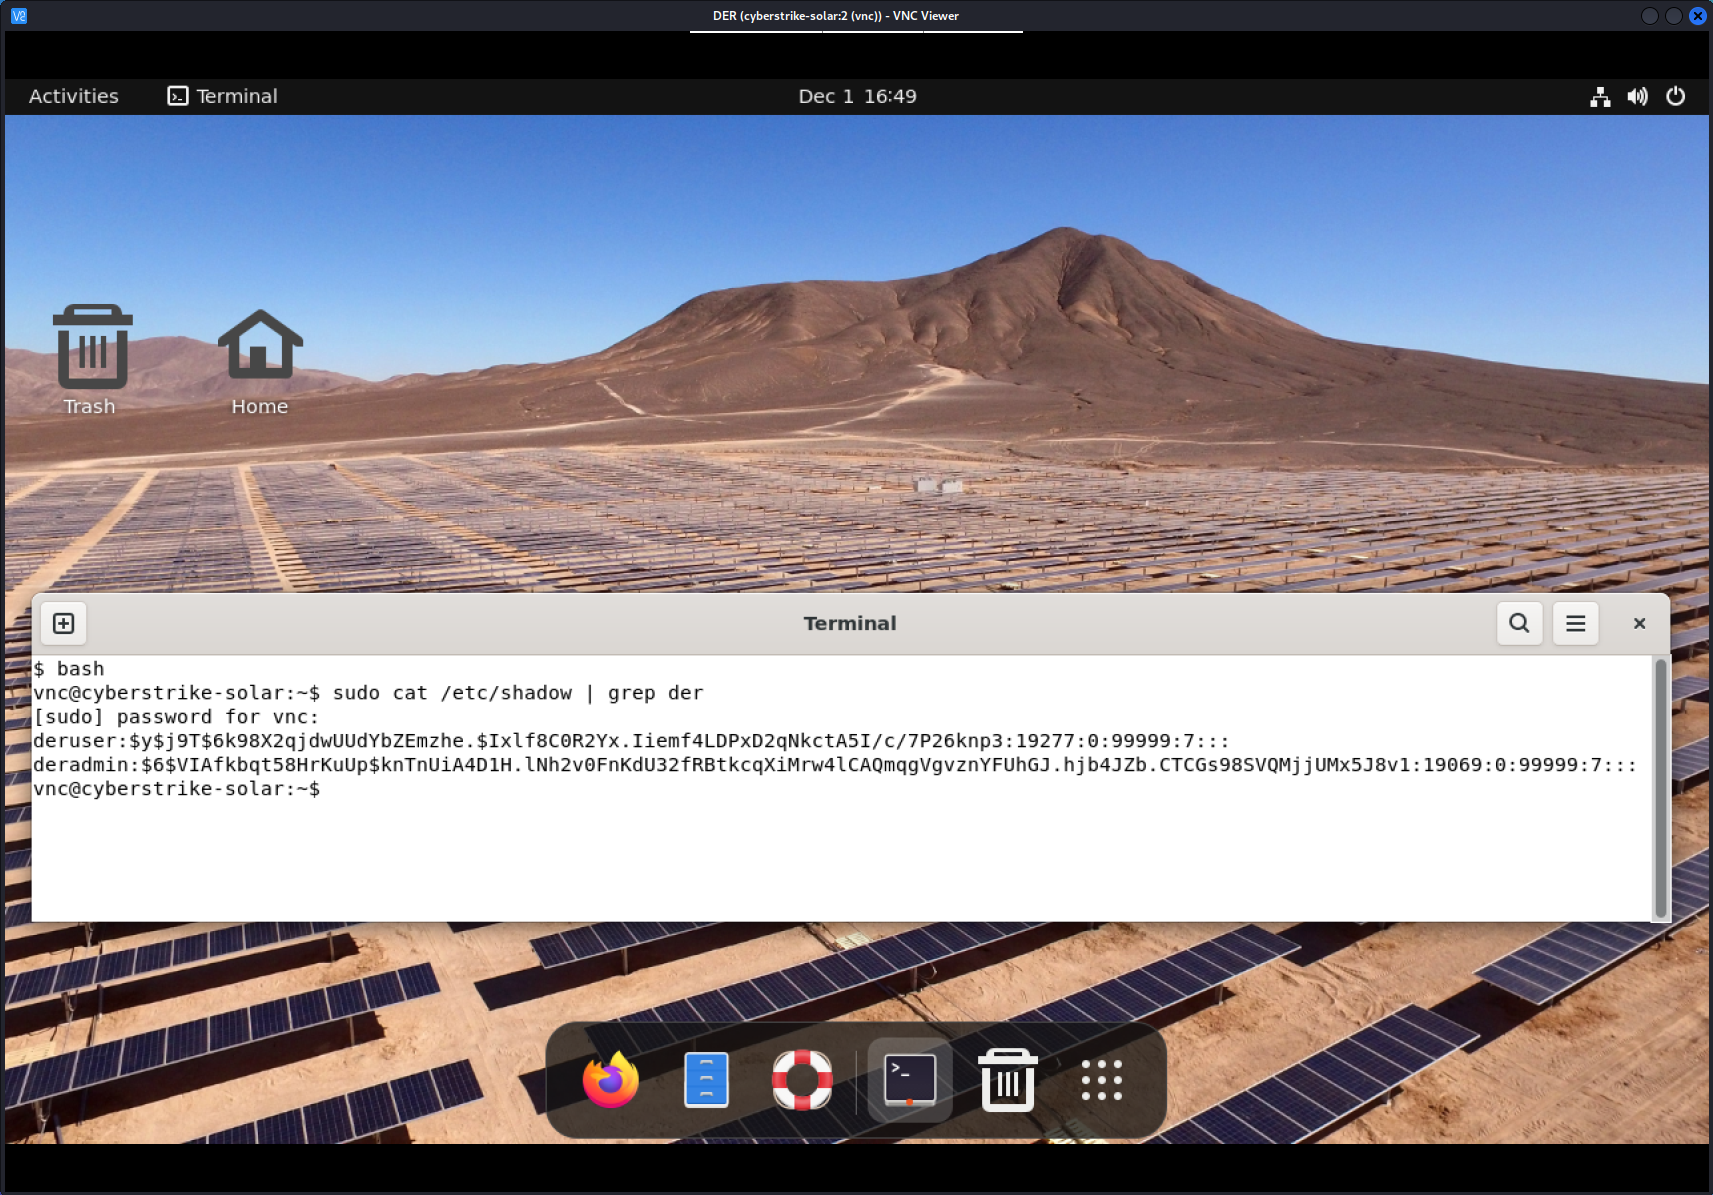 DER (cyberstrike-solar:2 (vnc)) - VNC Viewer
Activities
Terminal
Dec 1 16:49
Trash
Home
Terminal
$ bash
vnc@cyberstrike-solar:~$ sudo cat /etc/shadow | grep der
[sudo] password for vnc:
deruser:$y$j9T$6k98X2qjdwUUdYbZEmzhe.$Ixlf8C0R2Yx.Iiemf4LDPxD2qNkctA5I/c/7P26knp3:19277:0:99999:7:::
deradmin:$6$VIAfkbqt58HrKuUp$knTnUiA4D1H.lNh2v0FnKdU32fRBtkcqXiMrw4lCAQmqgVgvznYFUhGJ.hjb4JZb.CTCGs98SVQMjjUMx5J8v1:19069:0:99999:7:::
vnc@cyberstrike-solar:~$